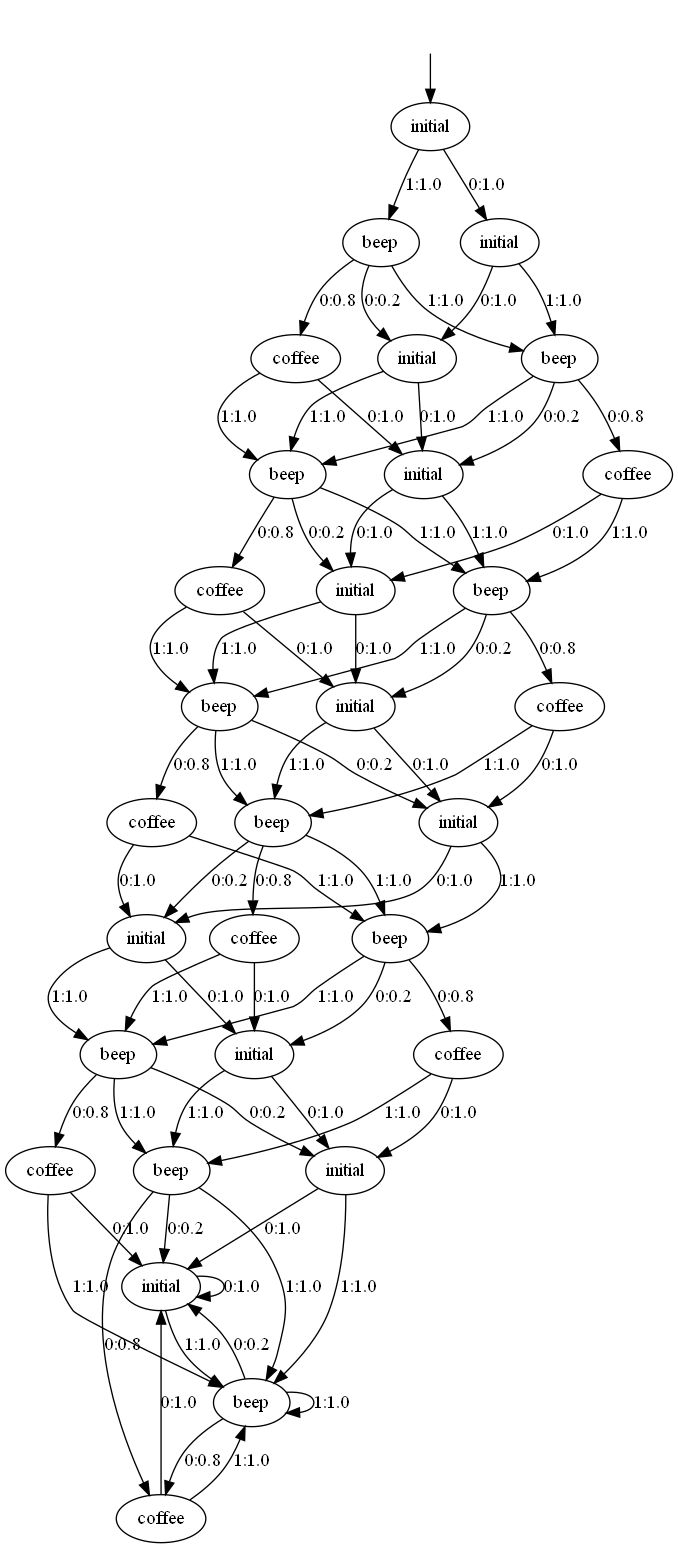 initial
1:1.0 0:1.0
beep initial
0:0.8 0:0.2 1:1.0 0:1.0 1:1.0
coffee initial beep
1:1.0 1:1.0 0:1.0 0:1.0 1:1.0 0:0.2 0:0.8
beep initial coffee
0:0.8 0:0.2 0:1.0 1:1.0 1:1.0 0:1.0 1:1.0
coffee initial beep
1:1.0 1:1.0 0:1.0 0:1.0 1:1.0 0:0.2 0:0.8
beep initial coffee
0:0.8 1:1.0 1:1.0 0:0.2 0:1.0 1:1.0 0:1.0
coffee beep initial
0:1.0 0:0.2 0:0.8 1:1.0 1:1.0 0:1.0 1:1.0
initial coffee beep
1:1.0 1:1.0 0:1.0 0:1.0 1:1.0 0:0.2 0:0.8
beep initial coffee
0:0.8 1:1.0 1:1.0 0:0.2 0:1.0 1:1.0 0:1.0
coffee beep initial
0:1.0 0:0.2 0:1.0
1:1.0 initial 0:1.0 1:1.0 1:1.0
0:0.8 1:1.0 0:0.2
0:1.0 beep 1:1.0
0:0.8 1:1.0
coffee